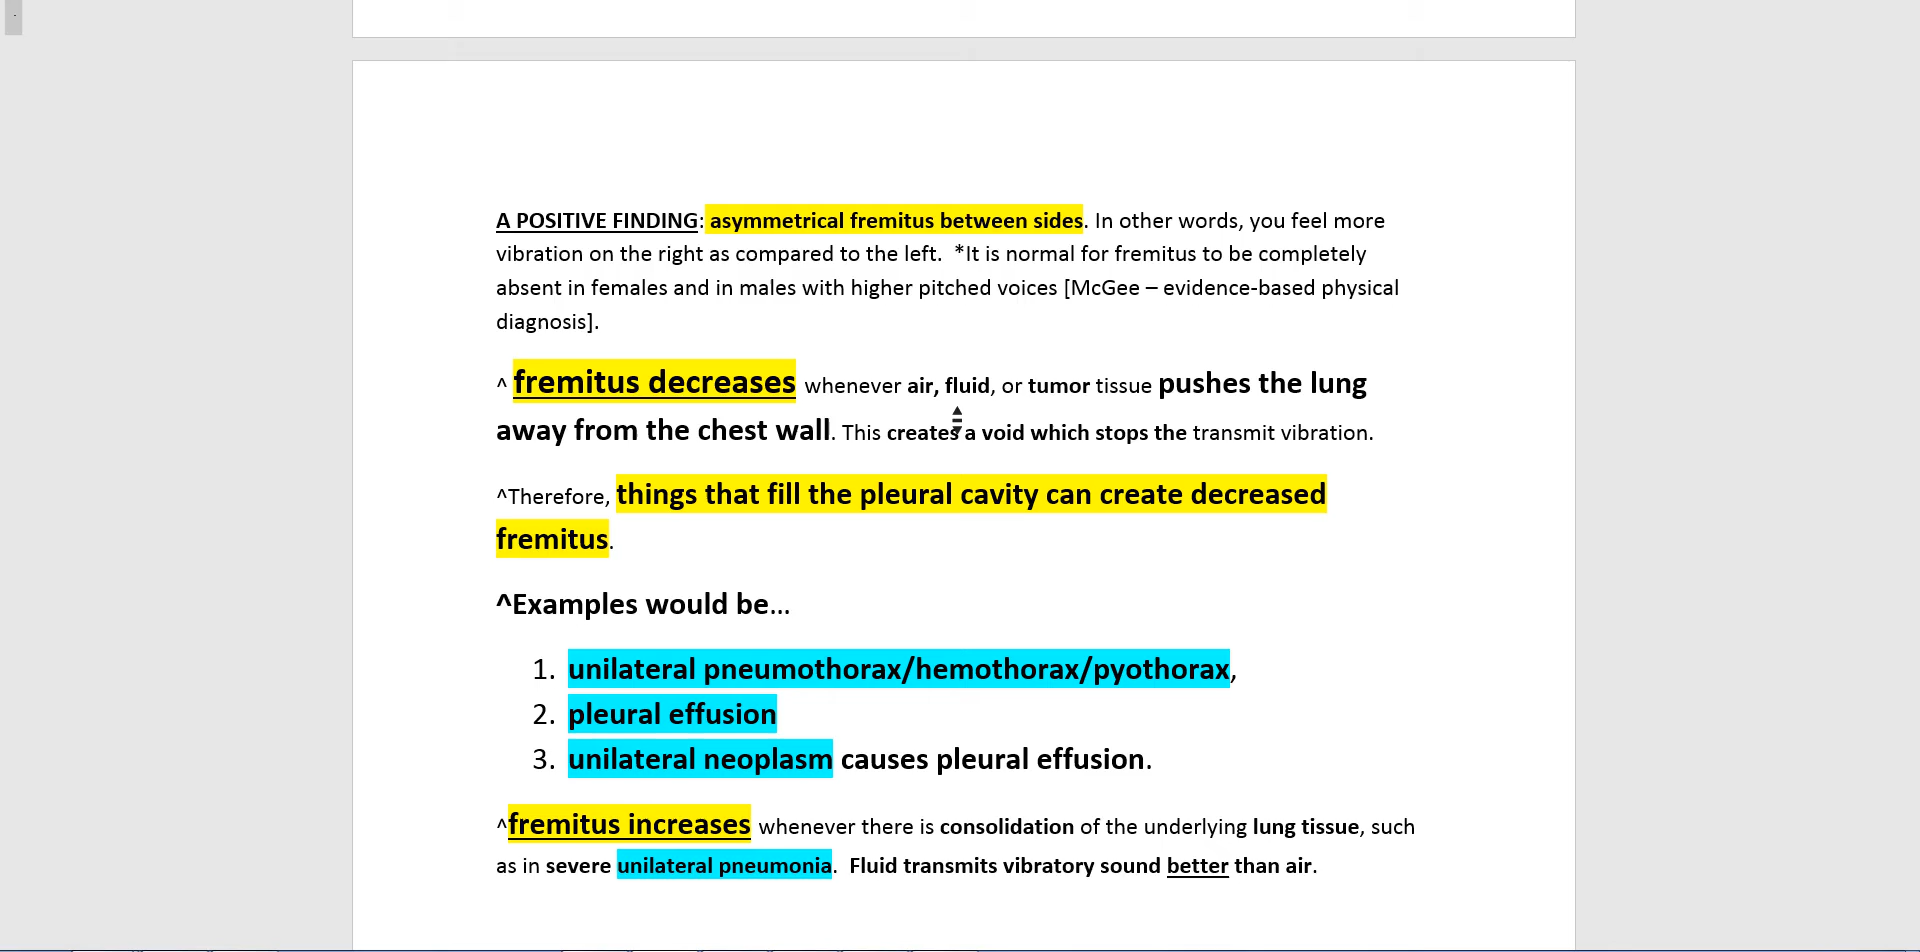 A POSITIVE FINDING: asymmetrical fremitus between sides. In other words, you feel more
vibration on the right as compared to the left.  *It is normal for fremitus to be completely
absent in females and in males with higher pitched voices [McGee – evidence-based physical
diagnosis].
^ fremitus decreases whenever air, fluid, or tumor tissue pushes the lung
away from the chest wall. This creates a void which stops the transmit vibration.
^Therefore, things that fill the pleural cavity can create decreased
fremitus.
^Examples would be...
1. unilateral pneumothorax/hemothorax/pyothorax,
2. pleural effusion
3. unilateral neoplasm causes pleural effusion.
^fremitus increases whenever there is consolidation of the underlying lung tissue, such
as in severe unilateral pneumonia.  Fluid transmits vibratory sound better than air.